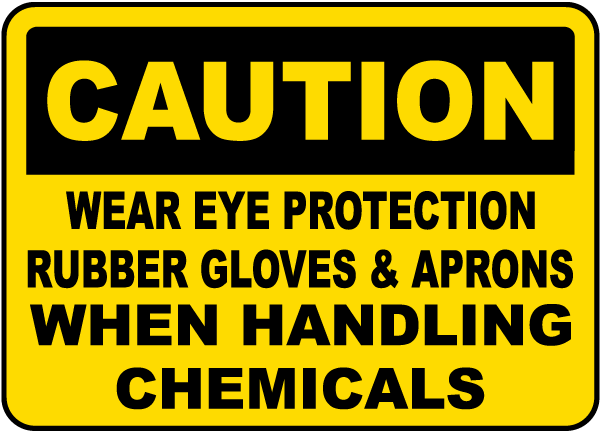 CAUTION
WEAR EYE PROTECTION
RUBBER GLOVES & APRONS
WHEN HANDLING
CHEMICALS